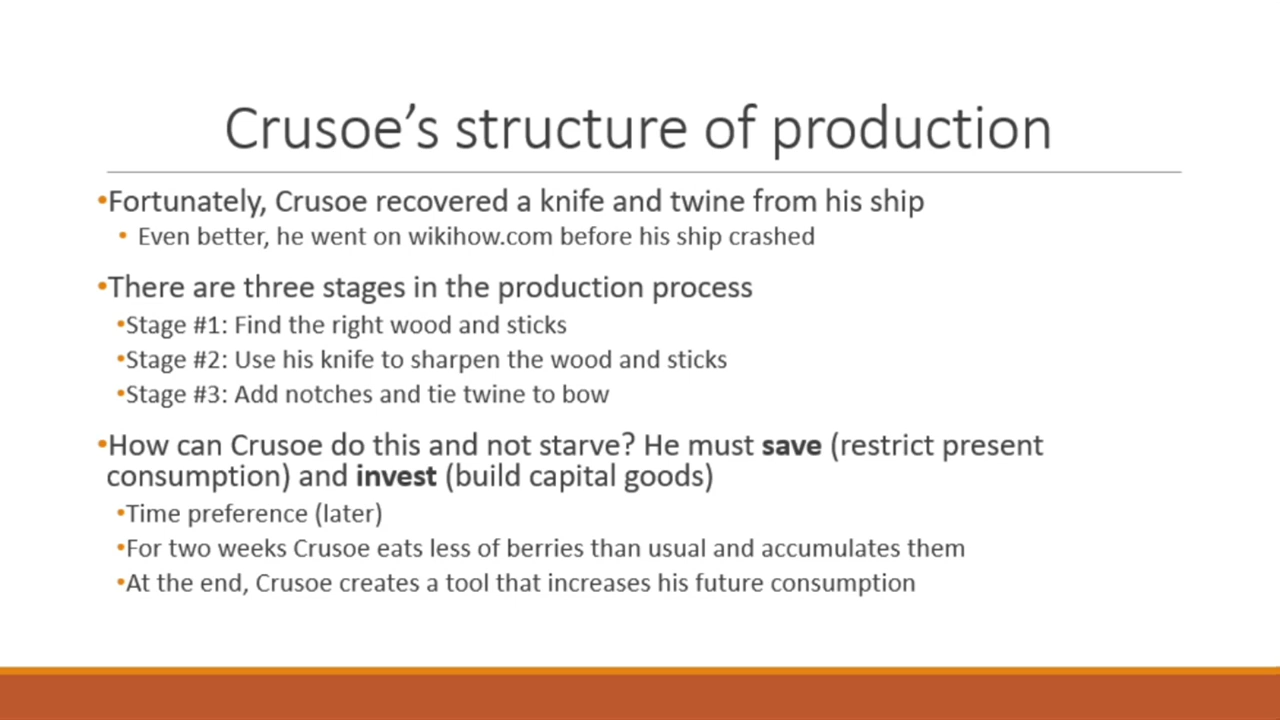 Crusoe’s structure of production
•Fortunately, Crusoe recovered a knife and twine from his ship
• Even better, he went on wikihow.com before his ship crashed
•There are three stages in the production process
•Stage #1: Find the right wood and sticks
•Stage #2: Use his knife to sharpen the wood and sticks
•Stage #3: Add notches and tie twine to bow
•How can Crusoe do this and not starve? He must save (restrict present
consumption) and invest (build capital goods)
•Time preference (later)
•For two weeks Crusoe eats less of berries than usual and accumulates them
•At the end, Crusoe creates a tool that increases his future consumption